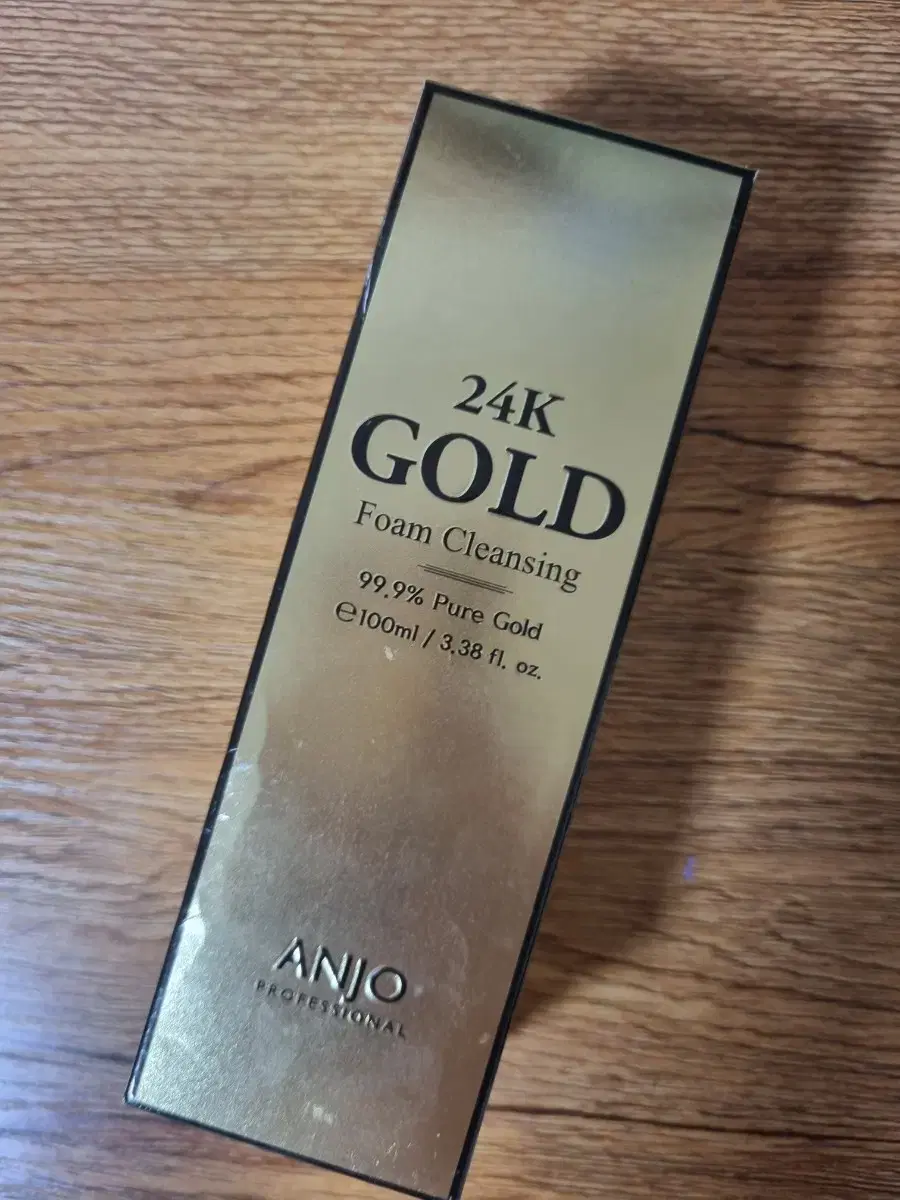 24K
GOLD
Foam Cleansing
99.9% Pure Gold
℮100ml / 3.38 fl. oz.
ANJO
PROFESSIONAL